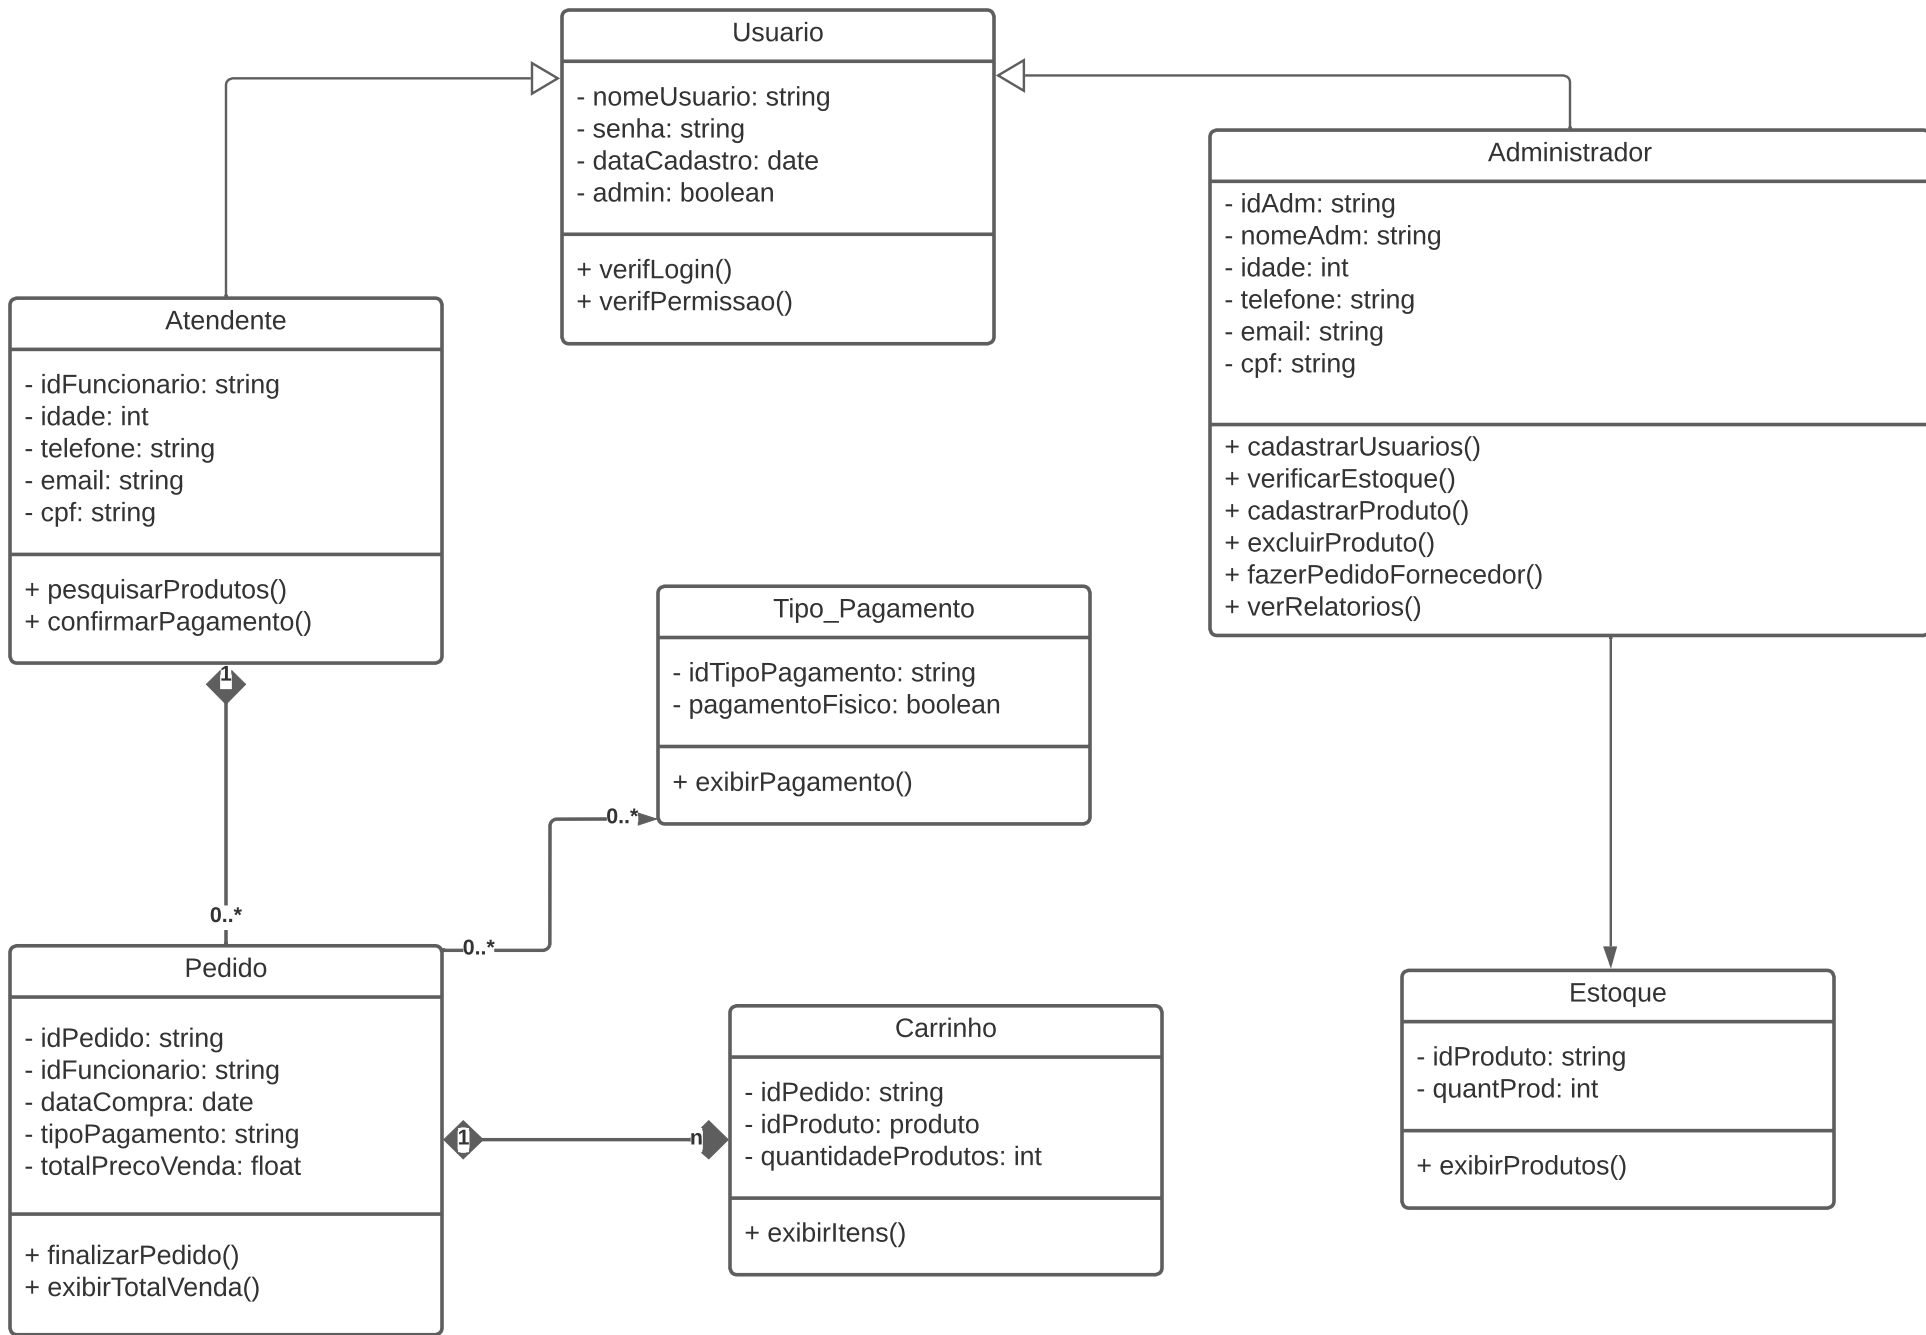 Usuario
- nomeUsuario: string
- senha: string
- dataCadastro: date
- admin: boolean
+ verifLogin()
+ verifPermissao()
Administrador
- idAdm: string
- nomeAdm: string
- idade: int
- telefone: string
- email: string
- cpf: string
+ cadastrarUsuarios()
+ verificarEstoque()
+ cadastrarProduto()
+ excluirProduto()
+ fazerPedidoFornecedor()
+ verRelatorios()
Atendente
- idFuncionario: string
- idade: int
- telefone: string
- email: string
- cpf: string
+ pesquisarProdutos()
+ confirmarPagamento()
1
0..*
Tipo_Pagamento
- idTipoPagamento: string
- pagamentoFisico: boolean
+ exibirPagamento()
0..*
0..*
Pedido
- idPedido: string
- idFuncionario: string
- dataCompra: date
- tipoPagamento: string
- totalPrecoVenda: float
+ finalizarPedido()
+ exibirTotalVenda()
1
n
Carrinho
- idPedido: string
- idProduto: produto
- quantidadeProdutos: int
+ exibirItens()
Estoque
- idProduto: string
- quantProd: int
+ exibirProdutos()